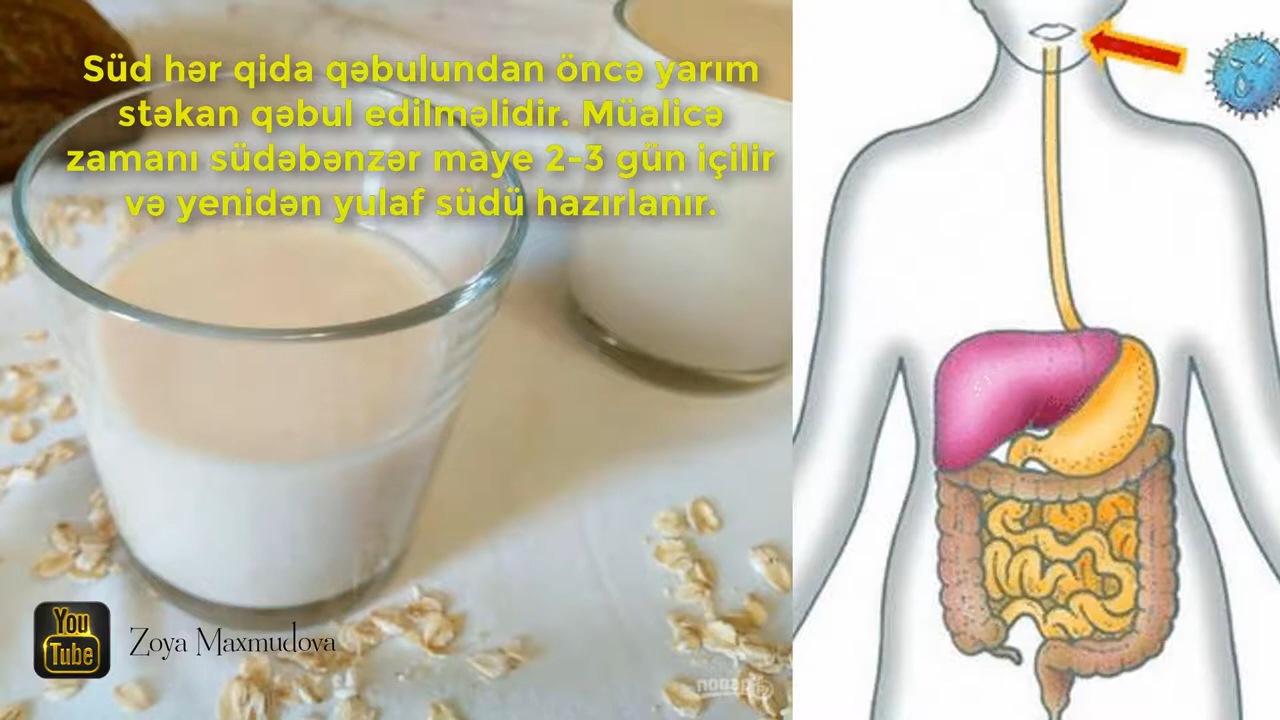 Süd hər qida qəbulundan öncə yarım
stəkan qəbul edilməlidir. Müalicə
zamanı südəbənzər maye 2-3 gün içilir
və yenidən yulaf südü hazırlanır.
You
Tube
Zoya Maxmudova